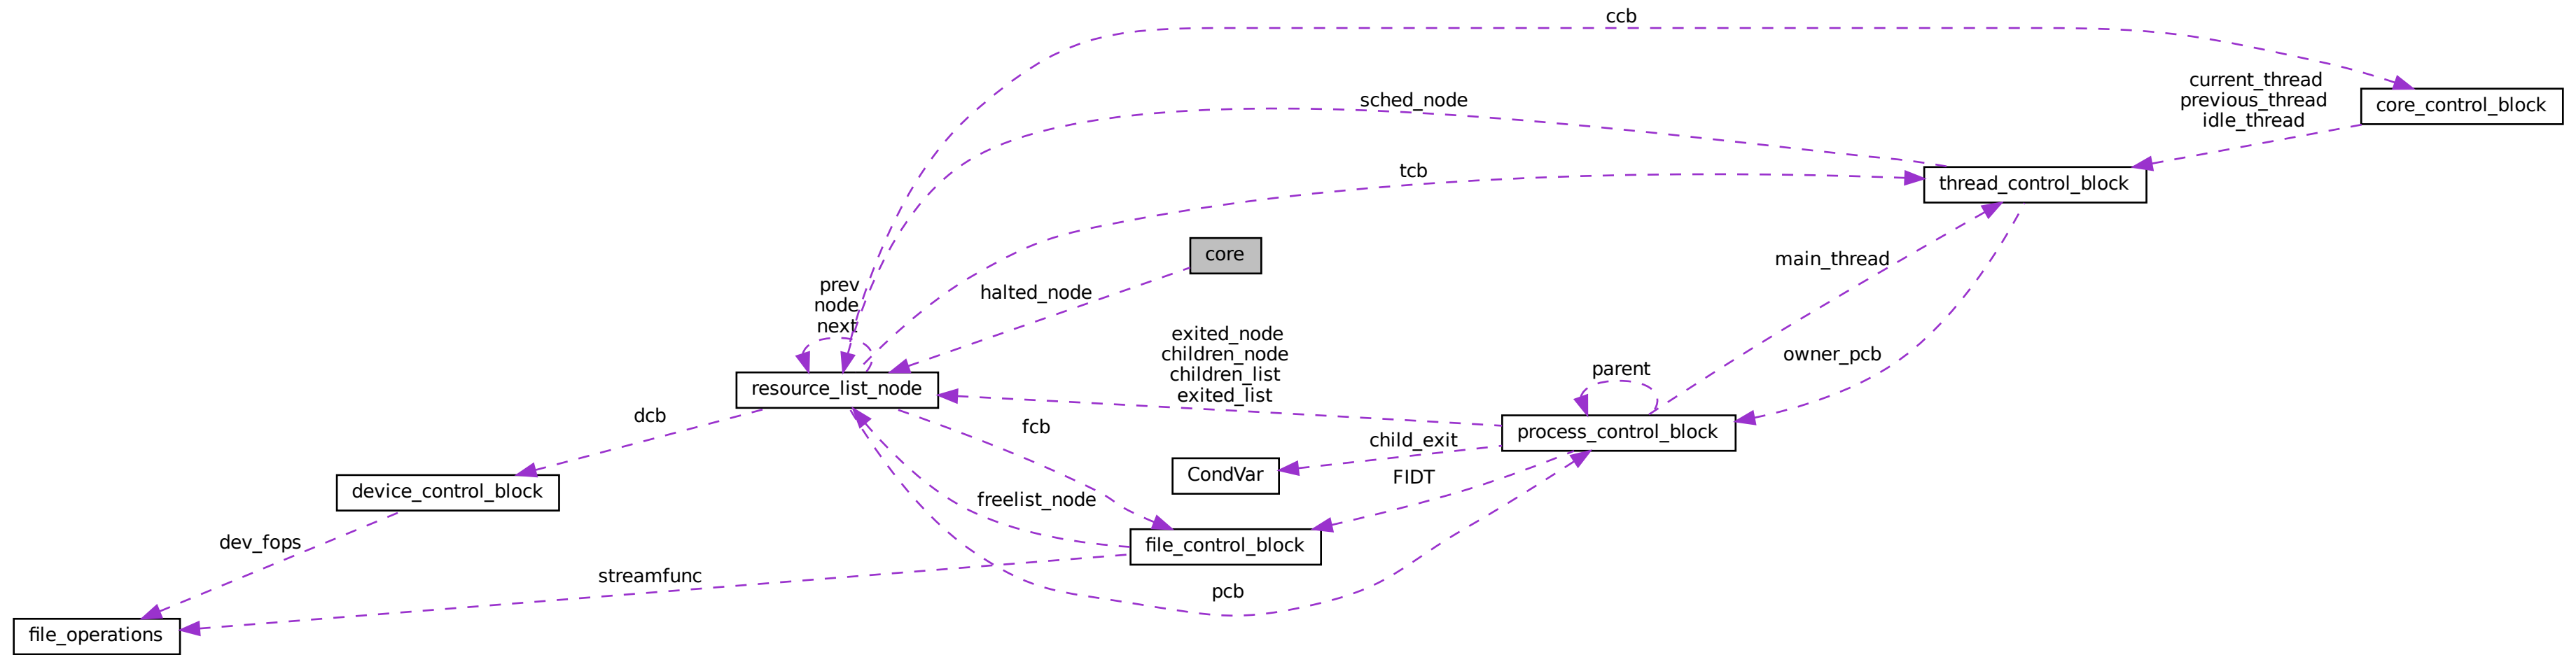 ccb
current_thread
previous_thread
idle_thread
core_control_block
sched_node
tcb
thread_control_block
core
main_thread
prev
node
next
halted_node
exited_node
children_node
children_list
exited_list
owner_pcb
parent
resource_list_node
dcb
fcb
child_exit
process_control_block
CondVar
FIDT
device_control_block
freelist_node
dev_fops
file_control_block
streamfunc
pcb
file_operations